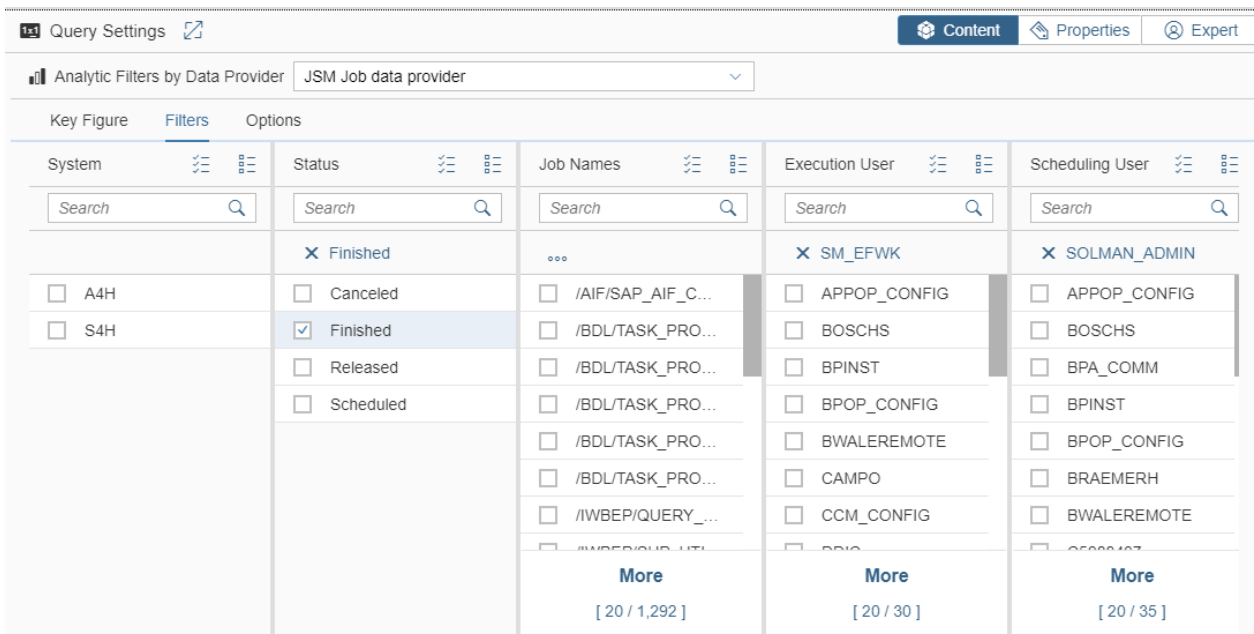 1x1 Query Settings Content Properties Expert
Analytic Filters by Data Provider JSM Job data provider
Key Figure Filters Options
System Status Job Names Execution User Scheduling User
Search Search Search Search Search
Finished SM_EFWK SOLMAN_ADMIN
A4H Canceled /AIF/SAP_AIF_C... APPOP_CONFIG APPOP_CONFIG
S4H Finished /BDL/TASK_PRO... BOSCHS BOSCHS
Released /BDL/TASK_PRO... BPINST BPA_COMM
Scheduled /BDL/TASK_PRO... BPOP_CONFIG BPINST
/BDL/TASK_PRO... BWALEREMOTE BPOP_CONFIG
/BDL/TASK_PRO... CAMPO BRAEMERH
/IWBEP/QUERY_... CCM_CONFIG BWALEREMOTE
More More More
[ 20 / 1,292 ] [ 20 / 30 ] [ 20 / 35 ]